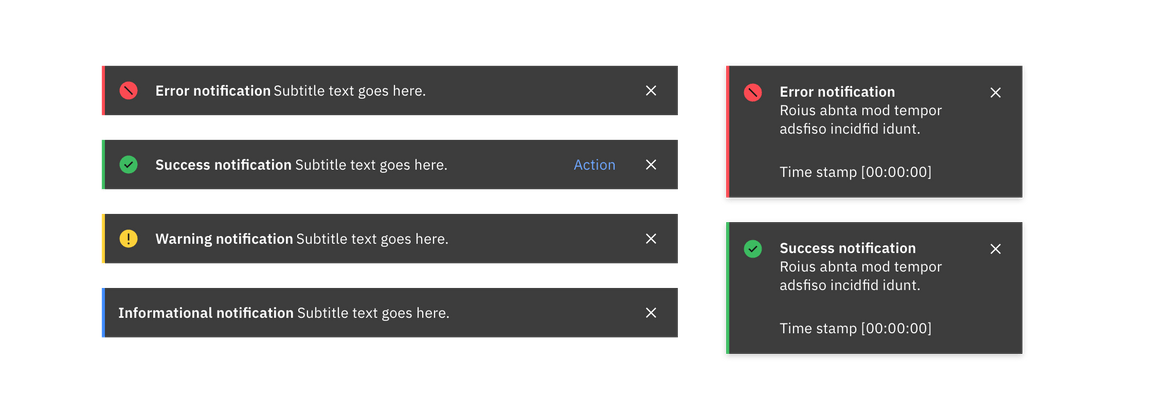 Error notification Subtitle text goes here.
Success notification Subtitle text goes here. Action
Warning notification Subtitle text goes here.
Informational notification Subtitle text goes here.
Error notification
Roius abnta mod tempor
adsfiso incidfid idunt.
Time stamp [00:00:00]
Success notification
Roius abnta mod tempor
adsfiso incidfid idunt.
Time stamp [00:00:00]